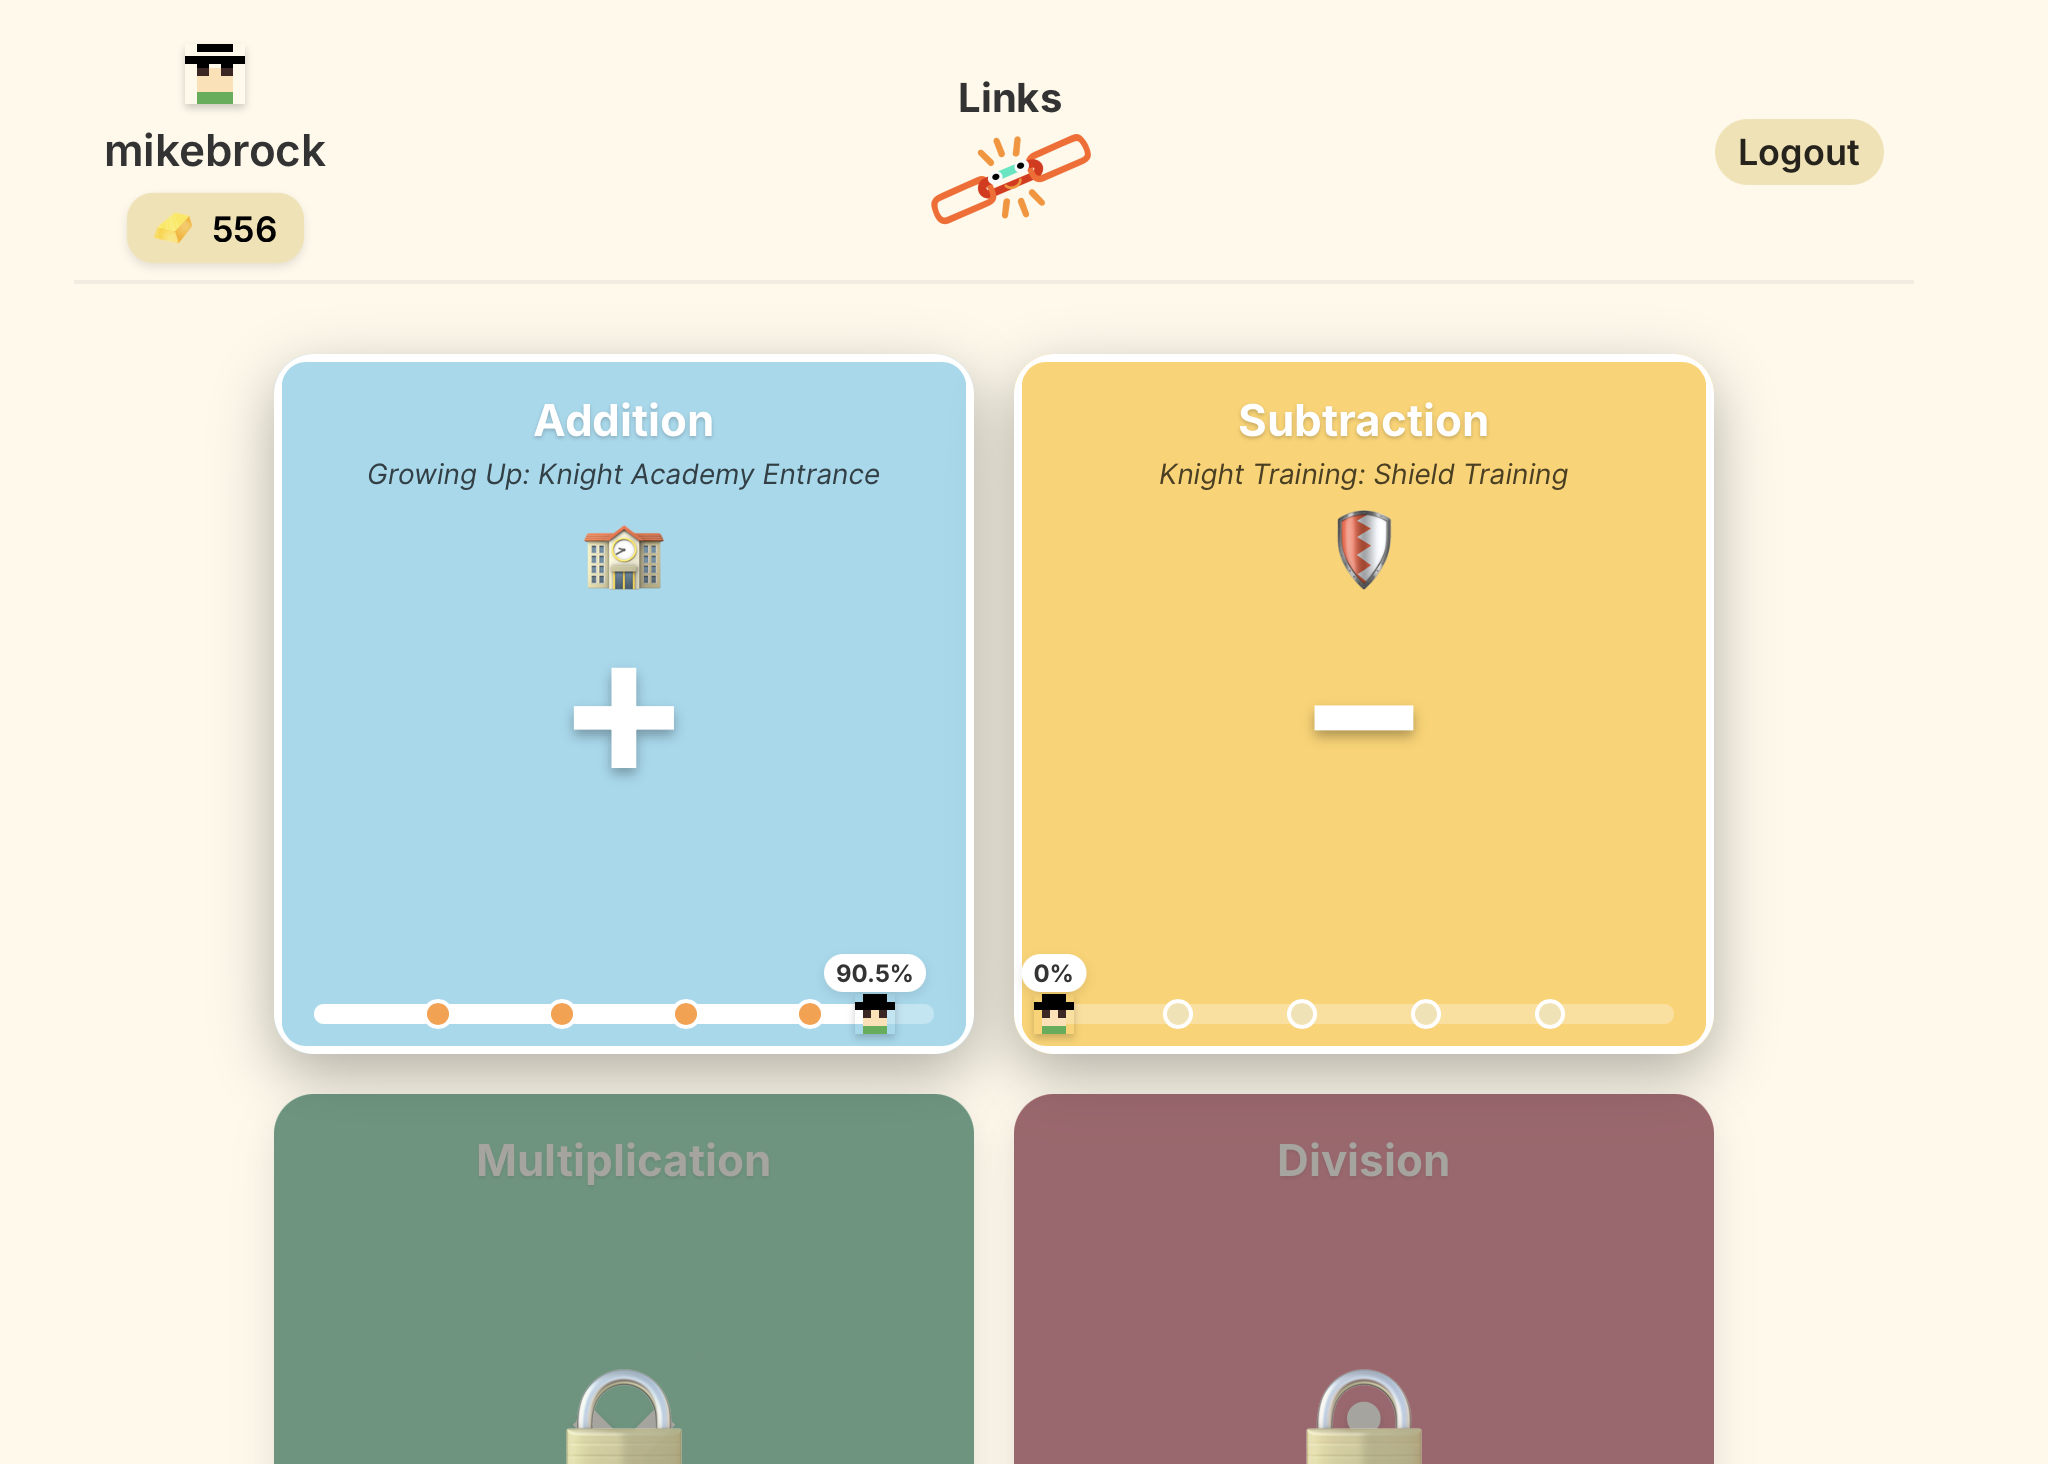 Links
mikebrock
Logout
556
Addition
Growing Up: Knight Academy Entrance
+
90.5%
Subtraction
Knight Training: Shield Training
−
0%
Multiplication
Division